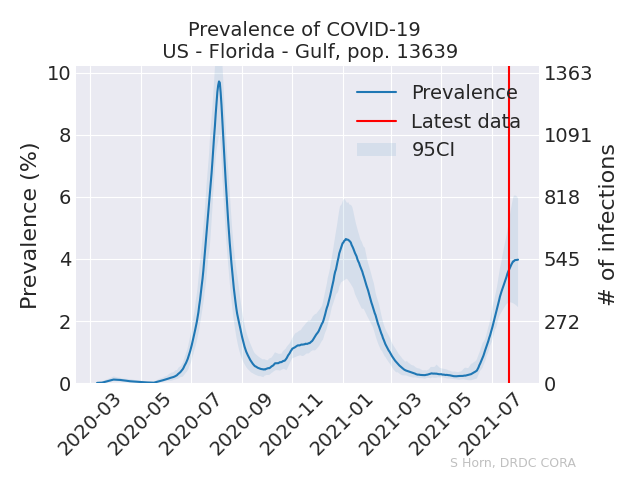 Prevalence of COVID-19
US - Florida - Gulf, pop. 13639
Prevalence (%)
10
8
6
4
2
0
Prevalence
Latest data
95CI
1363
1091
818
545
272
0
# of infections
2020-03
2020-05
2020-07
2020-09
2020-11
2021-01
2021-03
2021-05
2021-07
S Horn, DRDC CORA